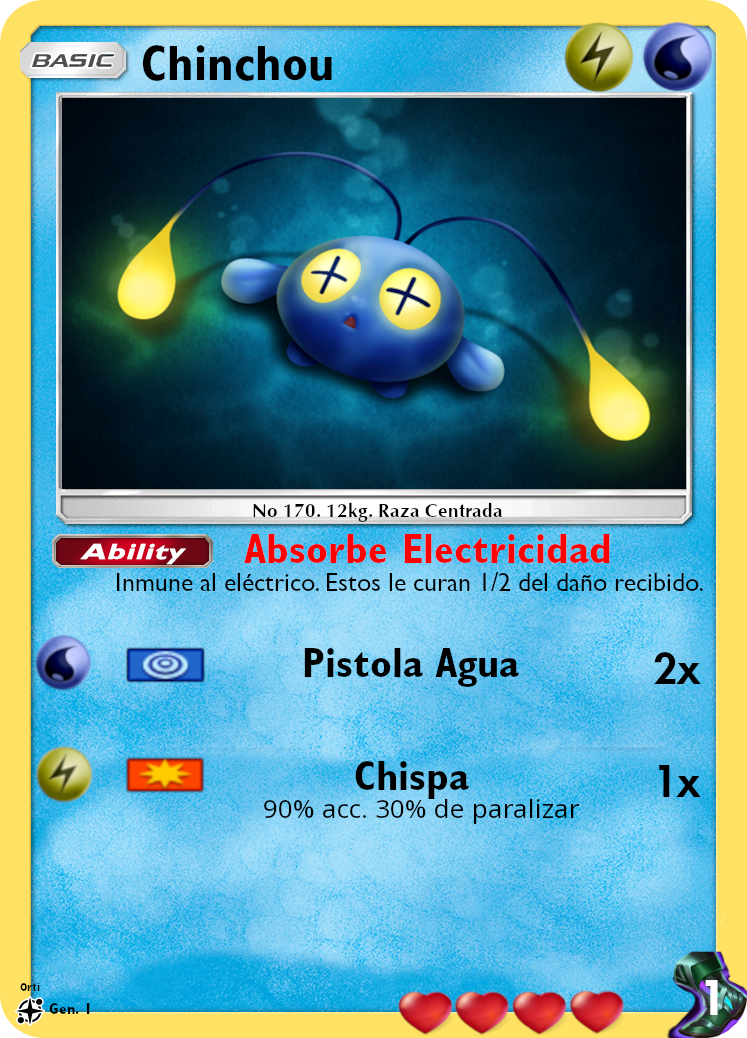 BASIC Chinchou
No 170. 12kg. Raza Centrada
Ability Absorbe Electricidad
Inmune al eléctrico. Estos le curan 1/2 del daño recibido.
Pistola Agua 2x
Chispa 1x
90% acc. 30% de paralizar
Orti
Gen. 1
1